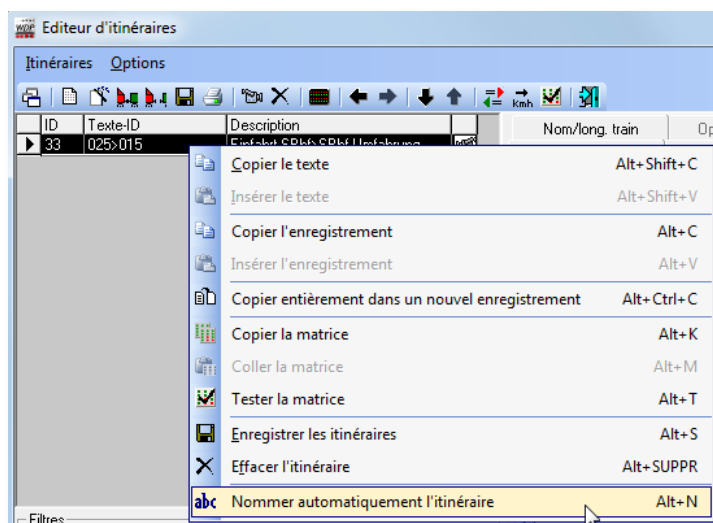 Editeur d'itinéraires
Itinéraires Options
kmh
ID Texte-ID Description
Nom/long. train Op
33 025>015
Copier le texte Alt+Shift+C
Insérer le texte Alt+Shift+V
Copier l'enregistrement Alt+C
Insérer l'enregistrement Alt+V
Copier entièrement dans un nouvel enregistrement Alt+Ctrl+C
Copier la matrice Alt+K
Coller la matrice Alt+M
Tester la matrice Alt+T
Enregistrer les itinéraires Alt+S
Effacer l'itinéraire Alt+SUPPR
abc Nommer automatiquement l'itinéraire Alt+N
Filtres